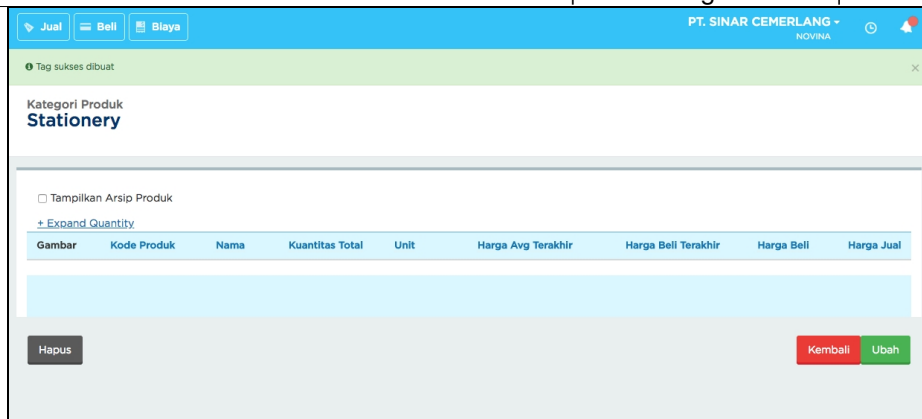 Jual Beli Biaya PT. SINAR CEMERLANG
NOVINA
Tag sukses dibuat ×
Kategori Produk
Stationery
Tampilkan Arsip Produk
+ Expand Quantity
Gambar Kode Produk Nama Kuantitas Total Unit Harga Avg Terakhir Harga Beli Terakhir Harga Beli Harga Jual
Hapus Kembali Ubah